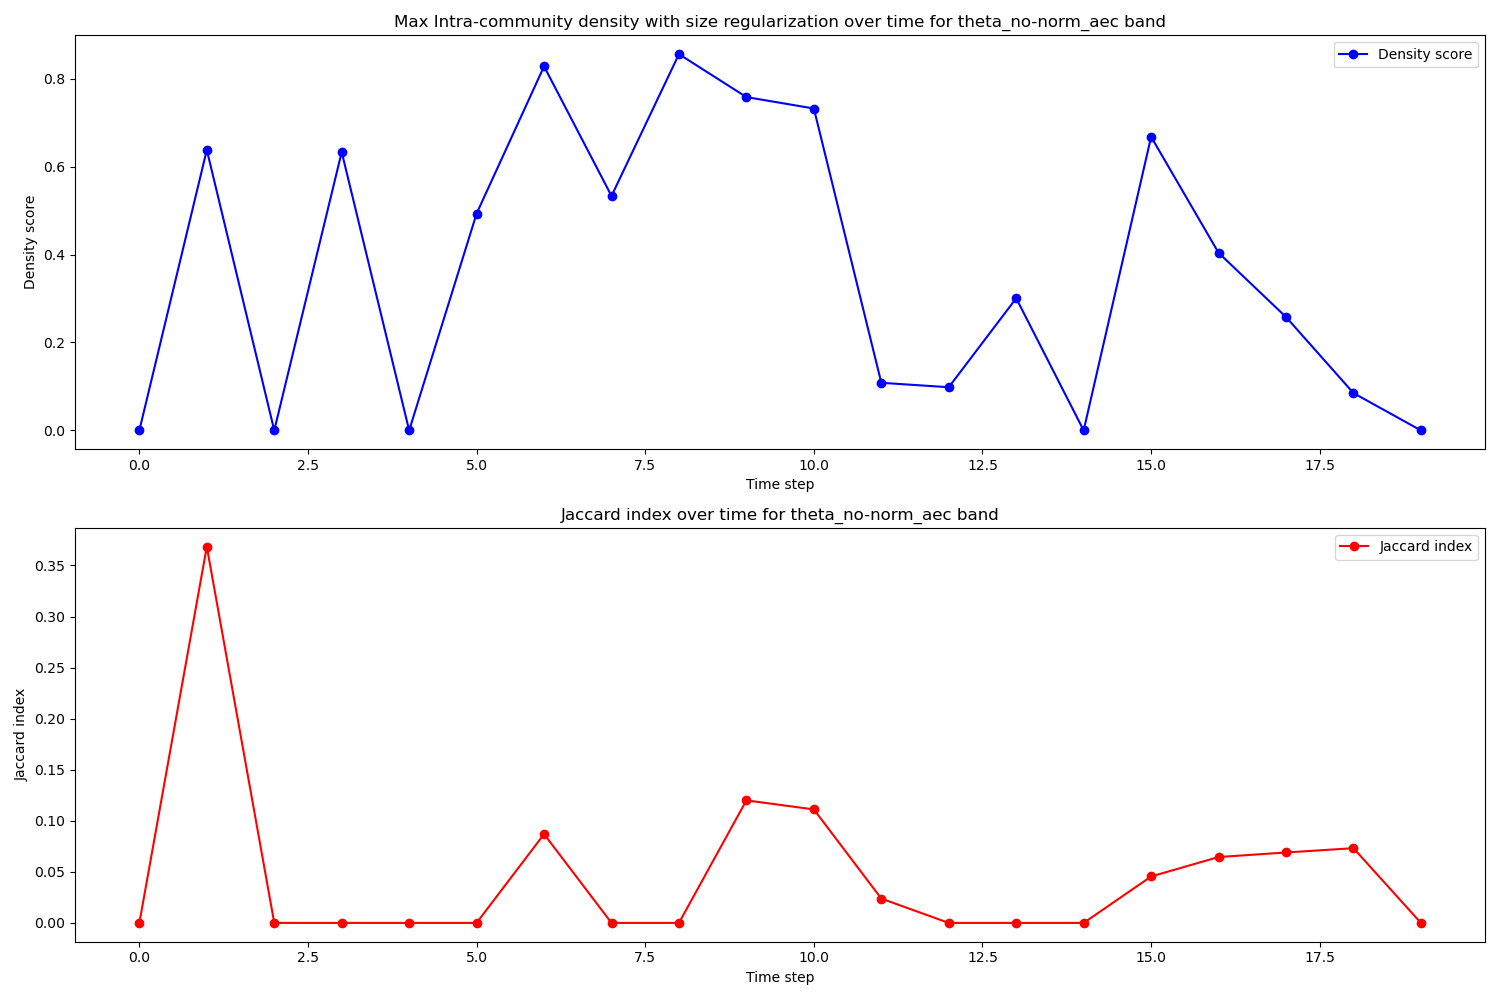 Max Intra-community density with size regularization over time for theta_no-norm_aec band
Density score
0.8
0.6
0.4
0.2
0.0
Density score
0.0 2.5 5.0 7.5 10.0 12.5 15.0 17.5
Time step
Jaccard index over time for theta_no-norm_aec band
Jaccard index
0.35
0.30
0.25
0.20
0.15
0.10
0.05
0.00
Jaccard index
0.0 2.5 5.0 7.5 10.0 12.5 15.0 17.5
Time step